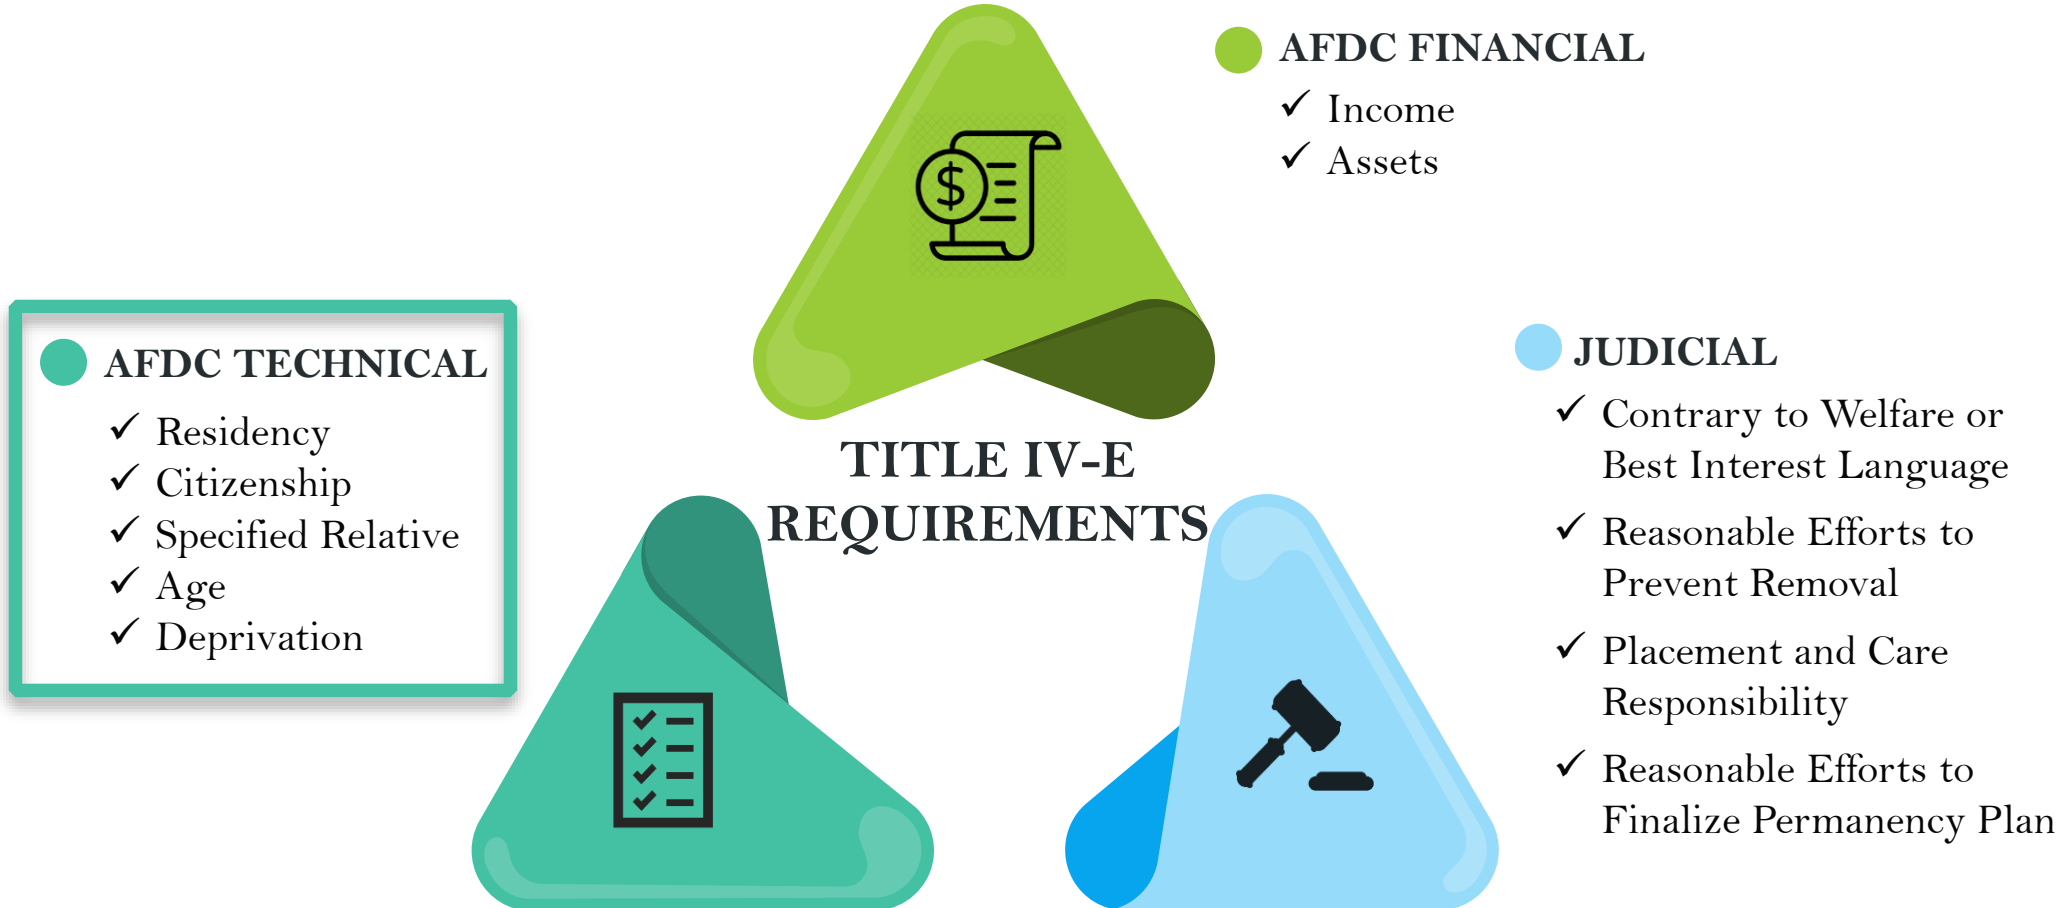 AFDC FINANCIAL
✓ Income
✓ Assets
AFDC TECHNICAL
✓ Residency
✓ Citizenship
✓ Specified Relative
✓ Age
✓ Deprivation
TITLE IV-E
REQUIREMENTS
JUDICIAL
✓ Contrary to Welfare or
Best Interest Language
✓ Reasonable Efforts to
Prevent Removal
✓ Placement and Care
Responsibility
✓ Reasonable Efforts to
Finalize Permanency Plan
$